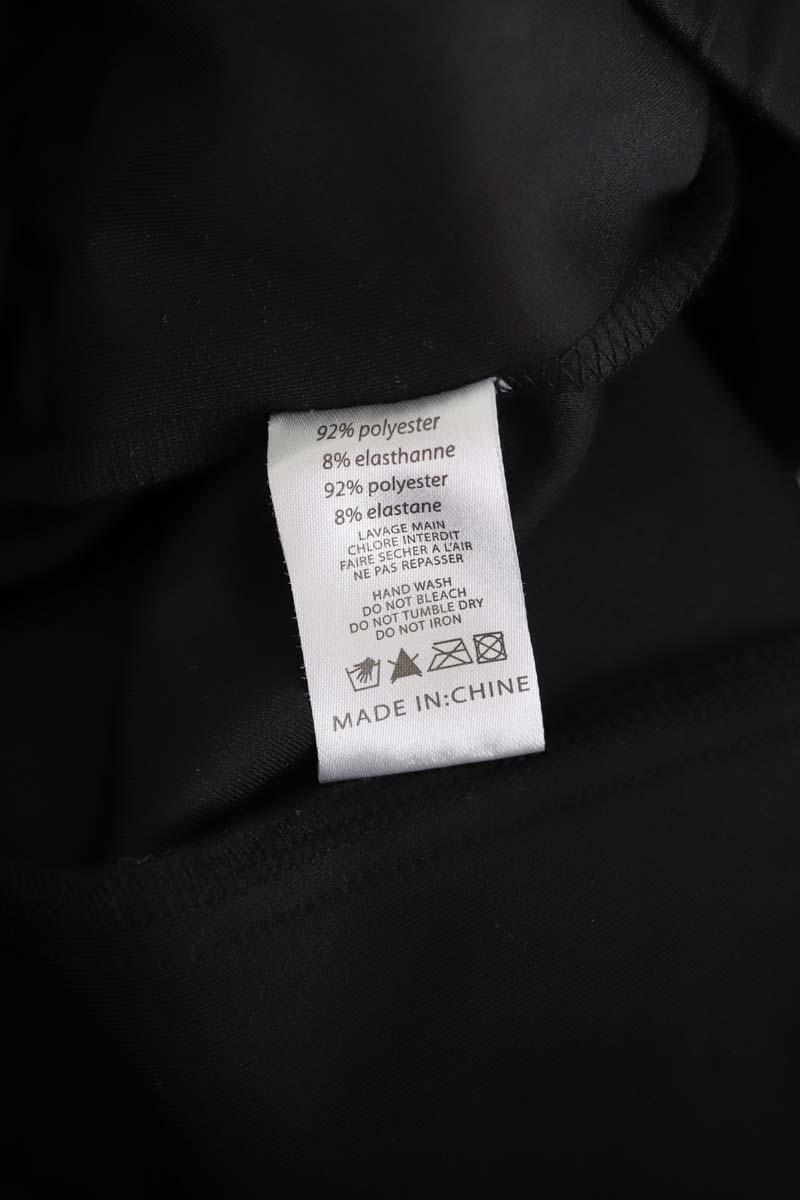 92% polyester
8% elasthanne
92% polyester
8% elastane
LAVAGE MAIN
CHLORE INTERDIT
FAIRE SECHER A L'AIR
NE PAS REPASSER
HAND WASH
DO NOT BLEACH
DO NOT TUMBLE DRY
DO NOT IRON
MADE IN:CHINE